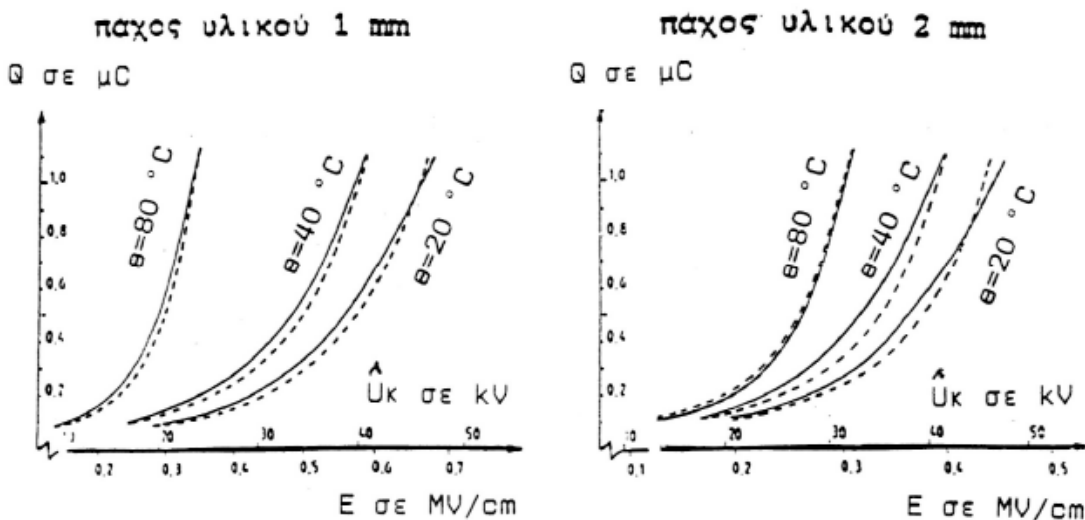 πάχος υλικού 1 mm
Q σε μC
1,0
0,8
0,6
0,4
0,2
θ=80 °C
θ=40 °C
θ=20 °C
Ûκ σε kV
10 20 30 40 50
0,2 0,3 0,4 0,5 0,6 0,7
E σε MV/cm
πάχος υλικού 2 mm
Q σε μC
1,0
0,8
0,6
0,4
0,2
θ=80 °C
θ=40 °C
θ=20 °C
Ûκ σε kV
10 20 30 40 50
0,1 0,2 0,3 0,4 0,5
E σε MV/cm